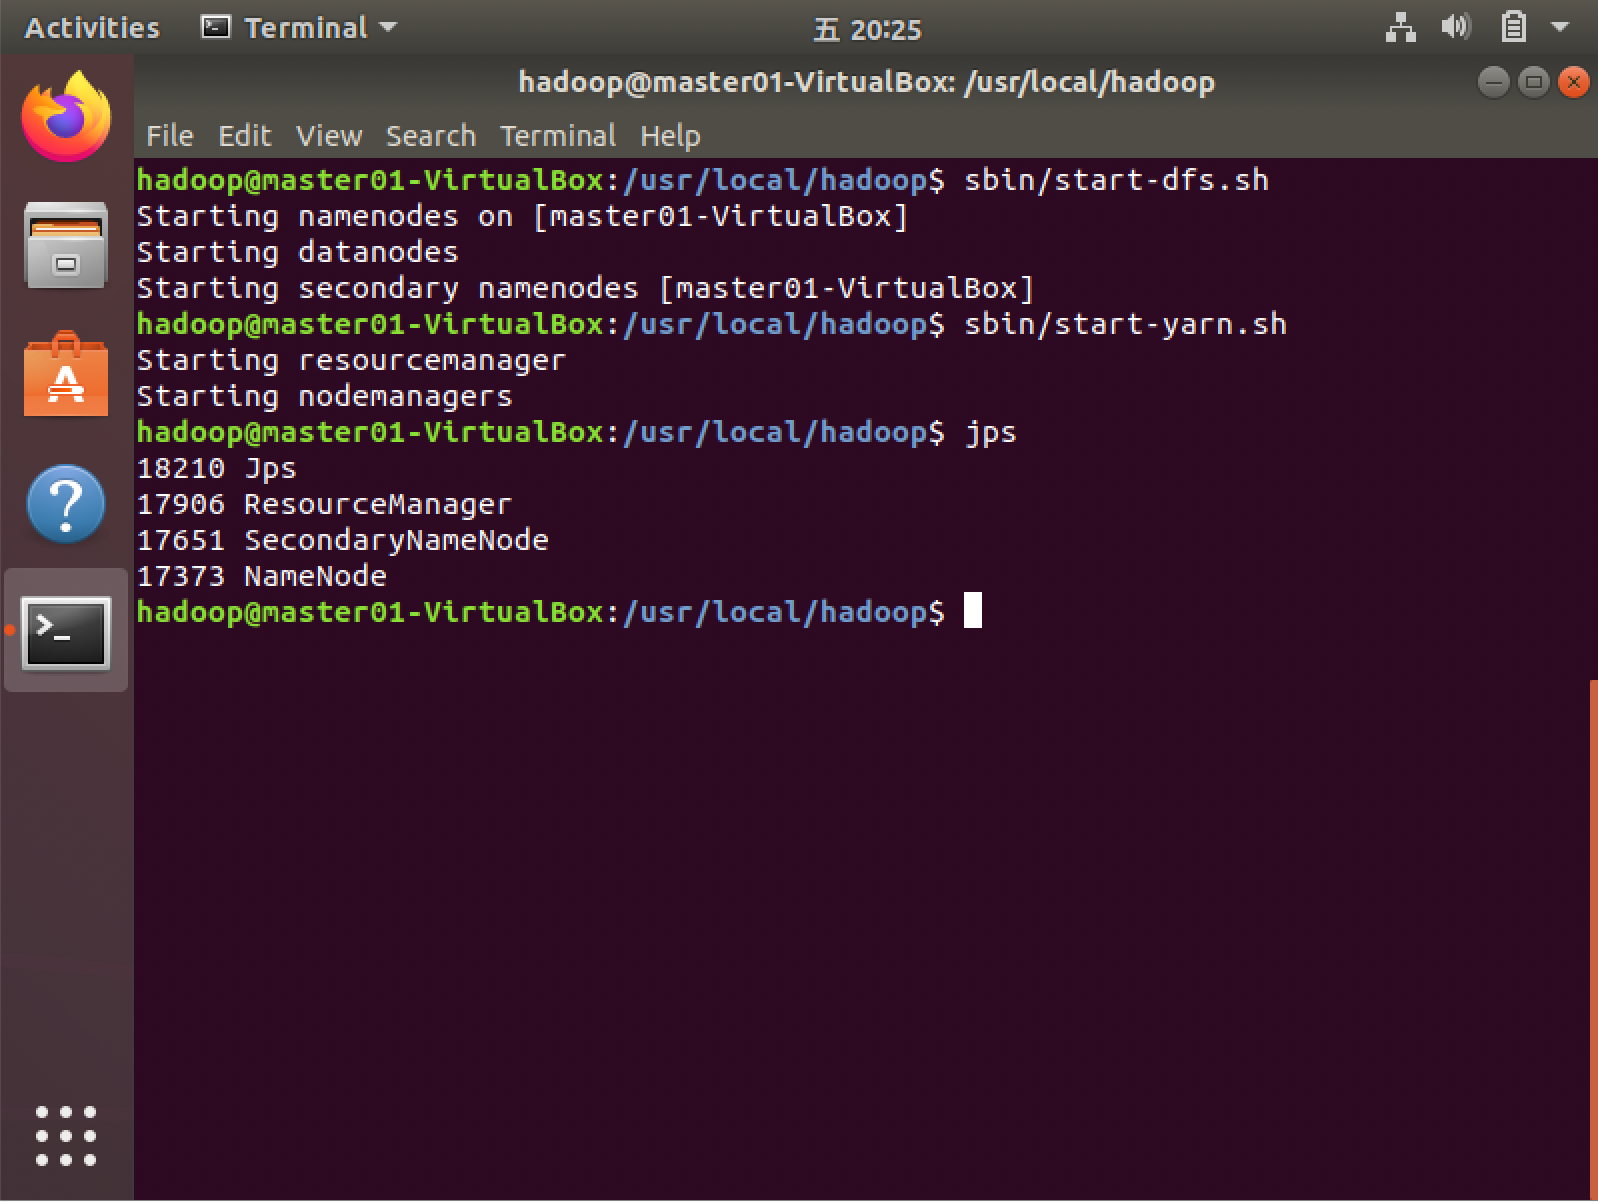 Activities Terminal 五 20:25
hadoop@master01-VirtualBox: /usr/local/hadoop
File Edit View Search Terminal Help
hadoop@master01-VirtualBox:/usr/local/hadoop$ sbin/start-dfs.sh
Starting namenodes on [master01-VirtualBox]
Starting datanodes
Starting secondary namenodes [master01-VirtualBox]
hadoop@master01-VirtualBox:/usr/local/hadoop$ sbin/start-yarn.sh
Starting resourcemanager
Starting nodemanagers
hadoop@master01-VirtualBox:/usr/local/hadoop$ jps
18210 Jps
17906 ResourceManager
17651 SecondaryNameNode
17373 NameNode
hadoop@master01-VirtualBox:/usr/local/hadoop$